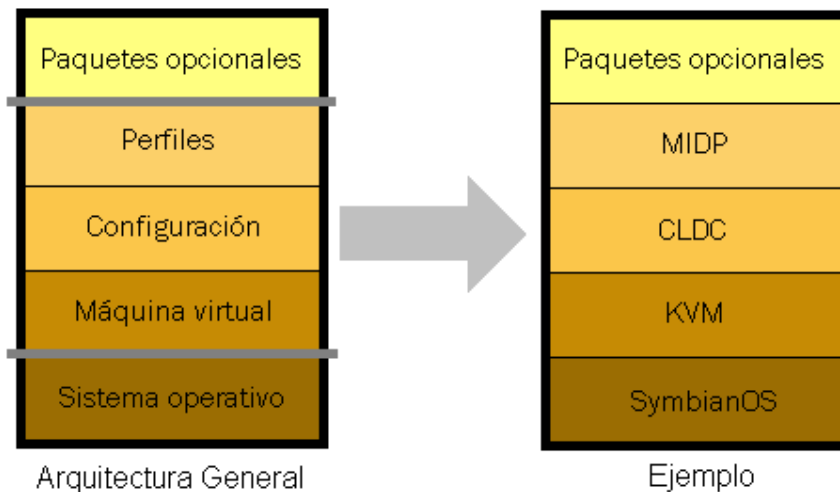 Paquetes opcionales
Perfiles
Configuración
Máquina virtual
Sistema operativo
Arquitectura General
Paquetes opcionales
MIDP
CLDC
KVM
SymbianOS
Ejemplo